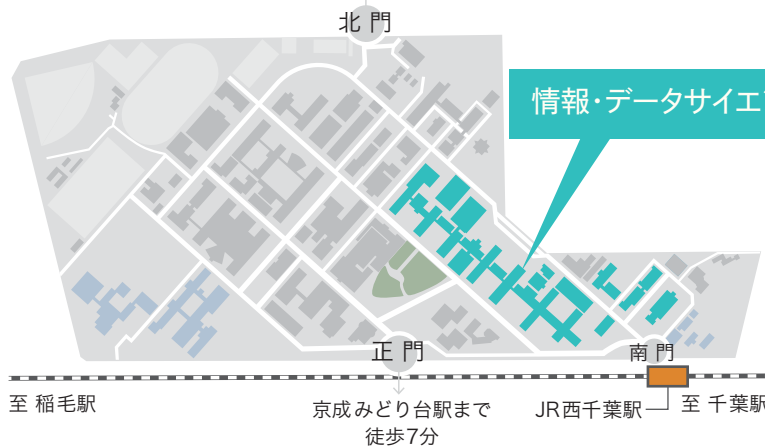 北門
情報・データサイエ
正門
南門
至 稲毛駅
京成みどり台駅まで
徒歩7分
JR西千葉駅
至 千葉駅